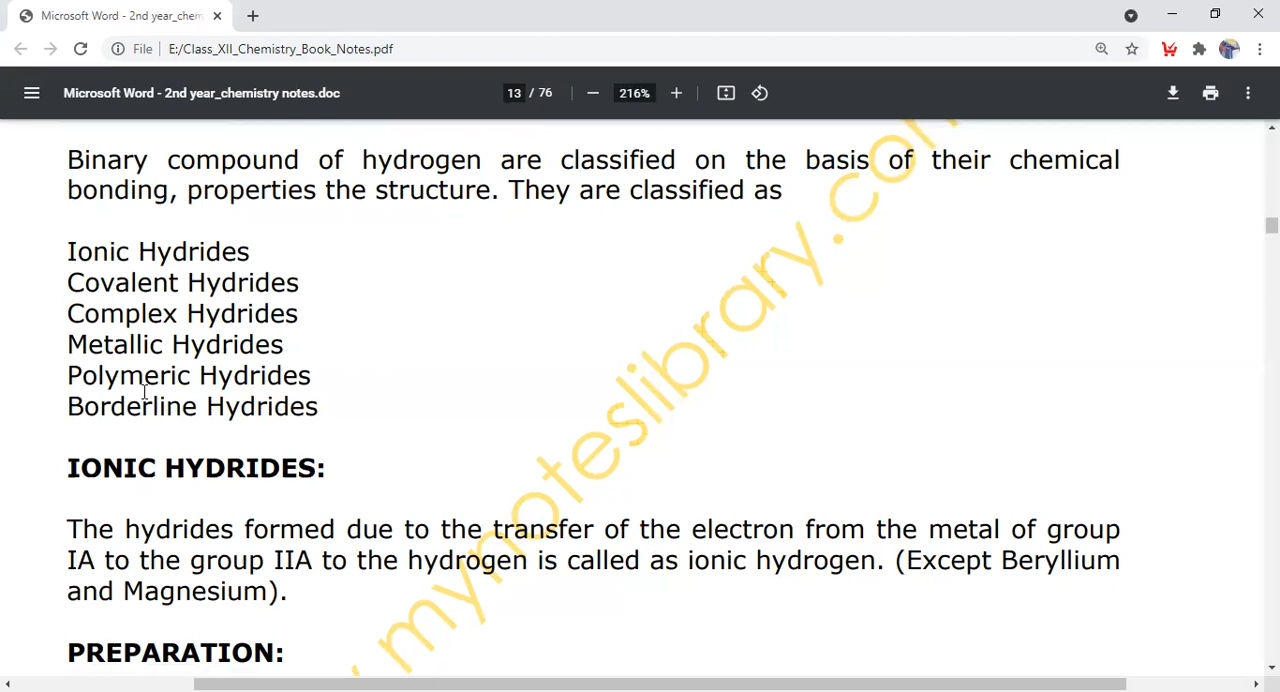 Microsoft Word - 2nd year_chem
File
E:/Class_XII_Chemistry_Book_Notes.pdf
Microsoft Word - 2nd year_chemistry notes.doc
13 / 76
216%
Binary compound of hydrogen are classified on the basis of their chemical
bonding, properties the structure. They are classified as
Ionic Hydrides
Covalent Hydrides
Complex Hydrides
Metallic Hydrides
Polymeric Hydrides
Borderline Hydrides
IONIC HYDRIDES:
The hydrides formed due to the transfer of the electron from the metal of group
IA to the group IIA to the hydrogen is called as ionic hydrogen. (Except Beryllium
and Magnesium).
PREPARATION:
.mynoteslibrary.com